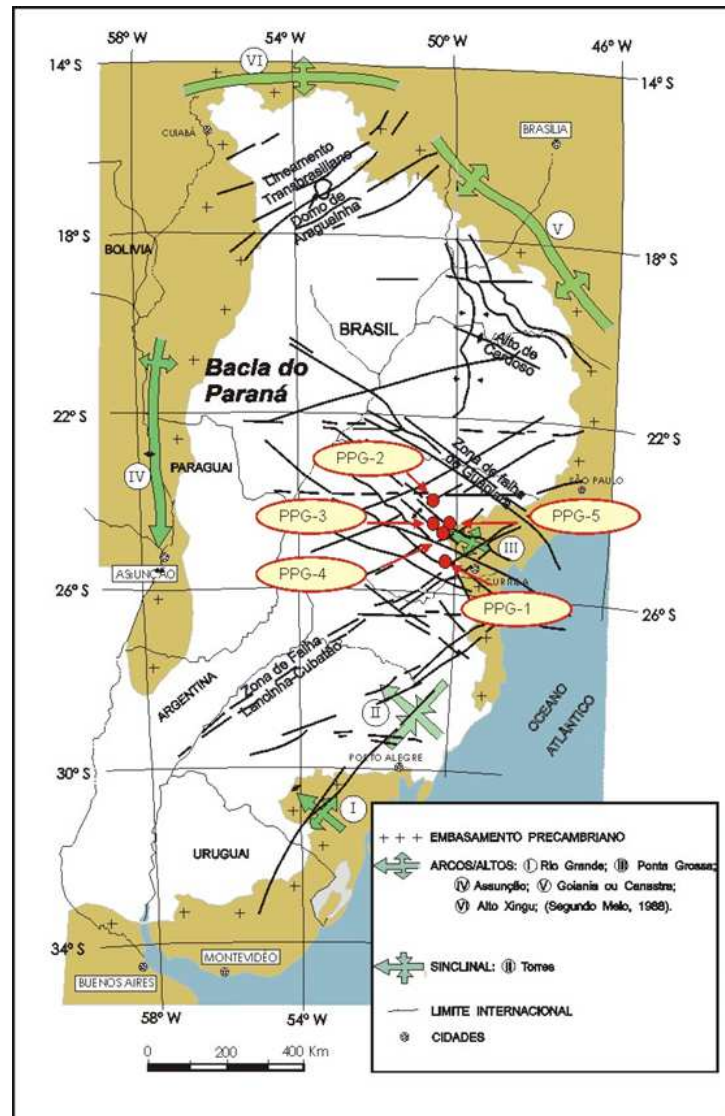 58° W
54° W
50° W
46° W
14° S
14° S
VI
CUIABÁ
BRASÍLIA
Lineamento
Transbrasiliano
Domo de
Araguainha
V
BOLIVIA
18° S
18° S
BRASIL
Alto de
Cardoso
Bacia do
Paraná
22° S
22° S
PPG-2
Zona de falha
de Guapiara
SÃO PAULO
IV
PARAGUAI
PPG-3
PPG-5
III
ASSUNÇÃO
PPG-4
CURITIBA
PPG-1
26° S
26° S
Zona de Falha
Lancinha-Cubatão
ARGENTINA
II
OCEANO
ATLÂNTICO
PORTO ALEGRE
30° S
I
URUGUAI
34° S
MONTEVIDÉO
BUENOS AIRES
58° W
54° W
0 200 400 Km
+ + + EMBASAMENTO PRECAMBRIANO
ARCOS/ALTOS: I Rio Grande; III Ponta Grossa;
IV Assunção; V Goiania ou Canastra;
VI Alto Xingu; (Segundo Melo, 1988).
SINCLINAL: II Torres
LIMITE INTERNACIONAL
CIDADES